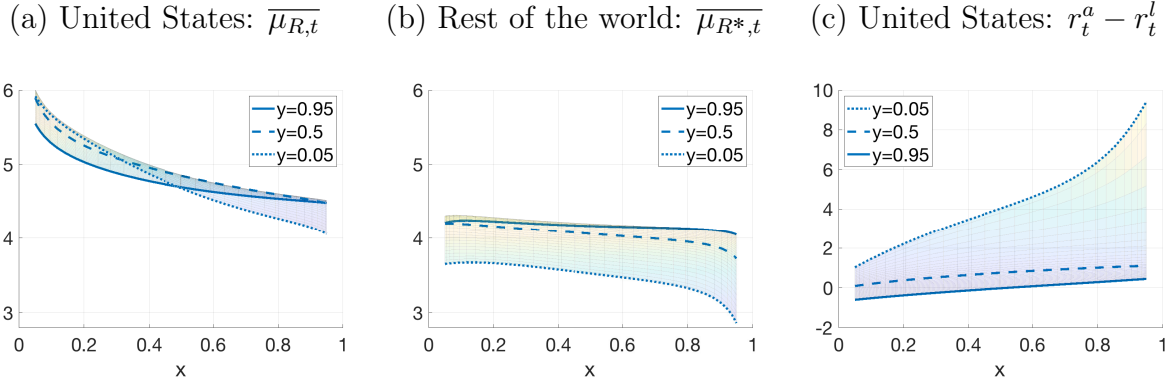 (a) United States: $\overline{\mu_{R,t}}$
(b) Rest of the world: $\overline{\mu_{R^*,t}}$
(c) United States: $r_t^a - r_t^l$
6
5
4
3
0
0.2
0.4
0.6
0.8
1
x
y=0.95
y=0.5
y=0.05
6
5
4
3
0
0.2
0.4
0.6
0.8
1
x
y=0.95
y=0.5
y=0.05
10
8
6
4
2
0
-2
0
0.2
0.4
0.6
0.8
1
x
y=0.05
y=0.5
y=0.95